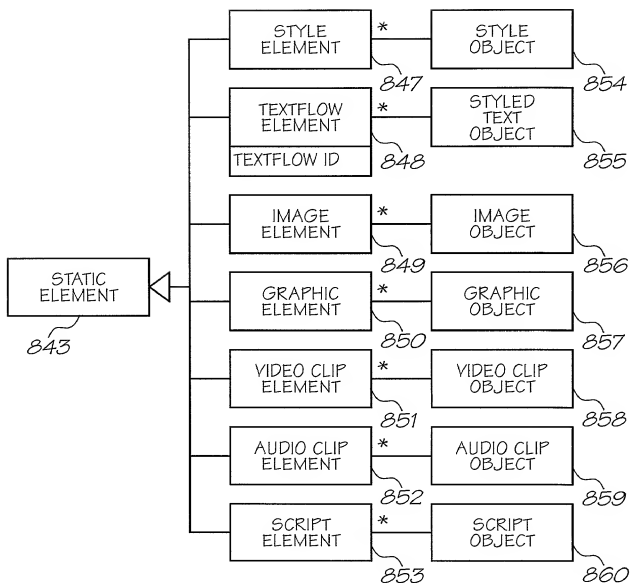 STYLE
ELEMENT
*
STYLE
OBJECT
847
854
TEXTFLOW
ELEMENT
*
STYLED
TEXT
OBJECT
TEXTFLOW ID
848
855
IMAGE
ELEMENT
*
IMAGE
OBJECT
849
856
STATIC
ELEMENT
843
GRAPHIC
ELEMENT
*
GRAPHIC
OBJECT
850
857
VIDEO CLIP
ELEMENT
*
VIDEO CLIP
OBJECT
851
858
AUDIO CLIP
ELEMENT
*
AUDIO CLIP
OBJECT
852
859
SCRIPT
ELEMENT
*
SCRIPT
OBJECT
853
860